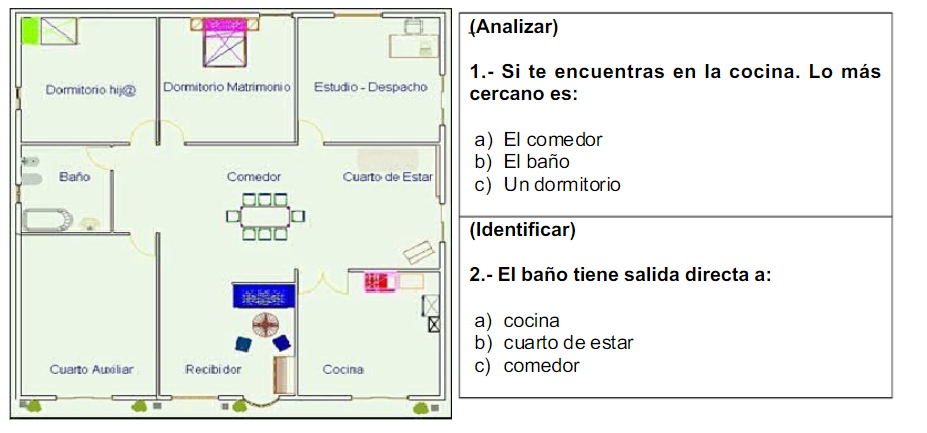 Dormitorio hij@
Dormitorio Matrimonio
Estudio - Despacho
Baño
Comedor
Cuarto de Estar
Cuarto Auxiliar
Recibidor
Cocina
(Analizar)
1.- Si te encuentras en la cocina. Lo más
cercano es:
a) El comedor
b) El baño
c) Un dormitorio
(Identificar)
2.- El baño tiene salida directa a:
a) cocina
b) cuarto de estar
c) comedor